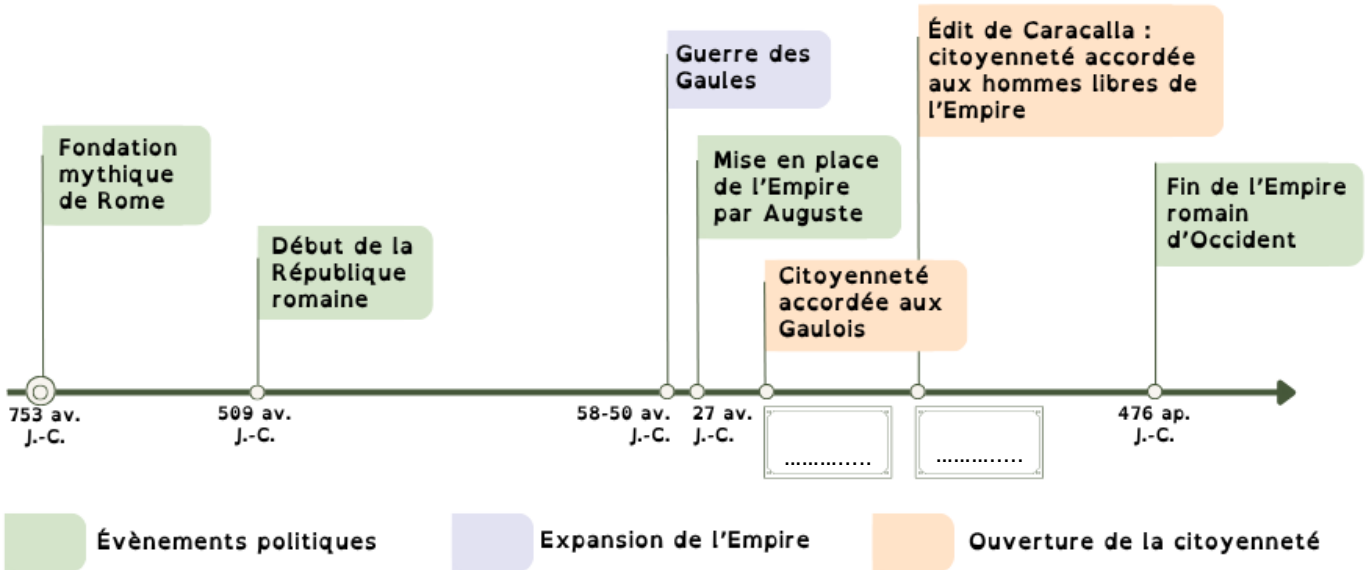 Fondation
mythique
de Rome
Début de la
République
romaine
Guerre des
Gaules
Mise en place
de l'Empire
par Auguste
Citoyenneté
accordée aux
Gaulois
Édit de Caracalla :
citoyenneté accordée
aux hommes libres de
l'Empire
Fin de l'Empire
romain
d'Occident
753 av.
J.-C.
509 av.
J.-C.
58-50 av.
J.-C.
27 av.
J.-C.
..............
..............
476 ap.
J.-C.
Évènements politiques
Expansion de l'Empire
Ouverture de la citoyenneté